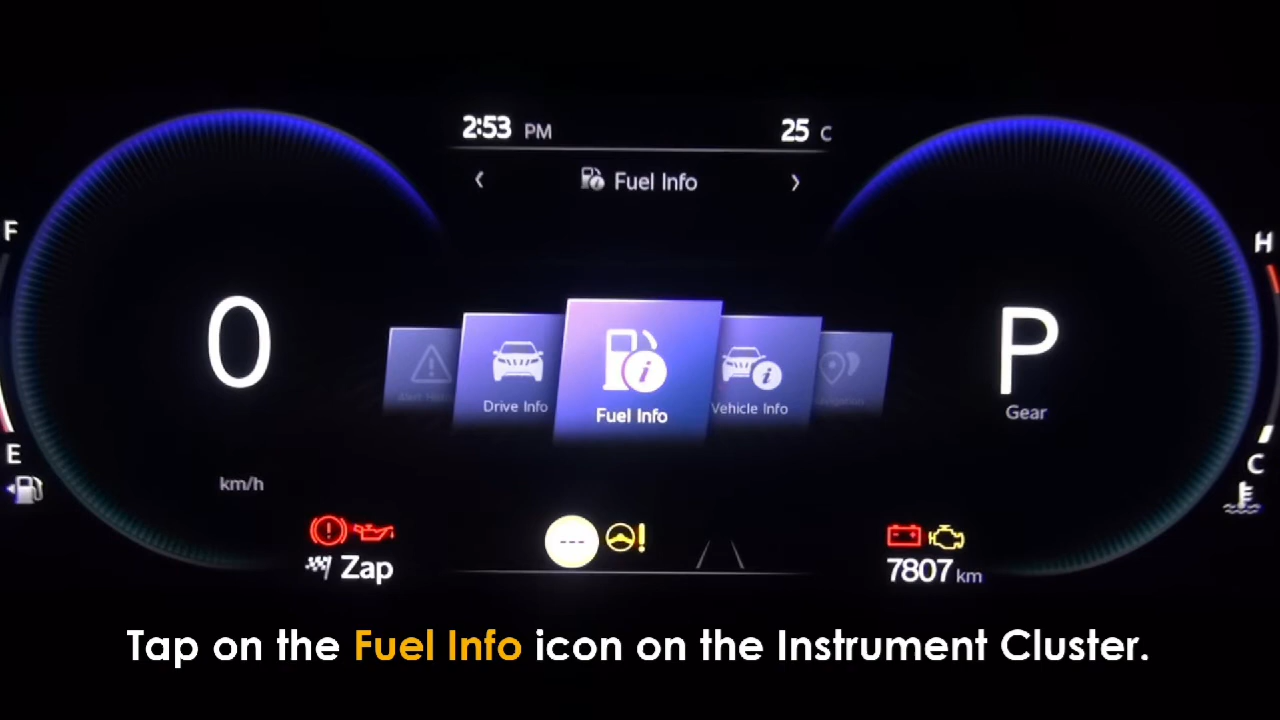 2:53 PM
25 C
Fuel Info
F
H
0
P
Drive Info
Fuel Info
Vehicle Info
Gear
E
C
km/h
---
Zap
7807 km
Tap on the Fuel Info icon on the Instrument Cluster.